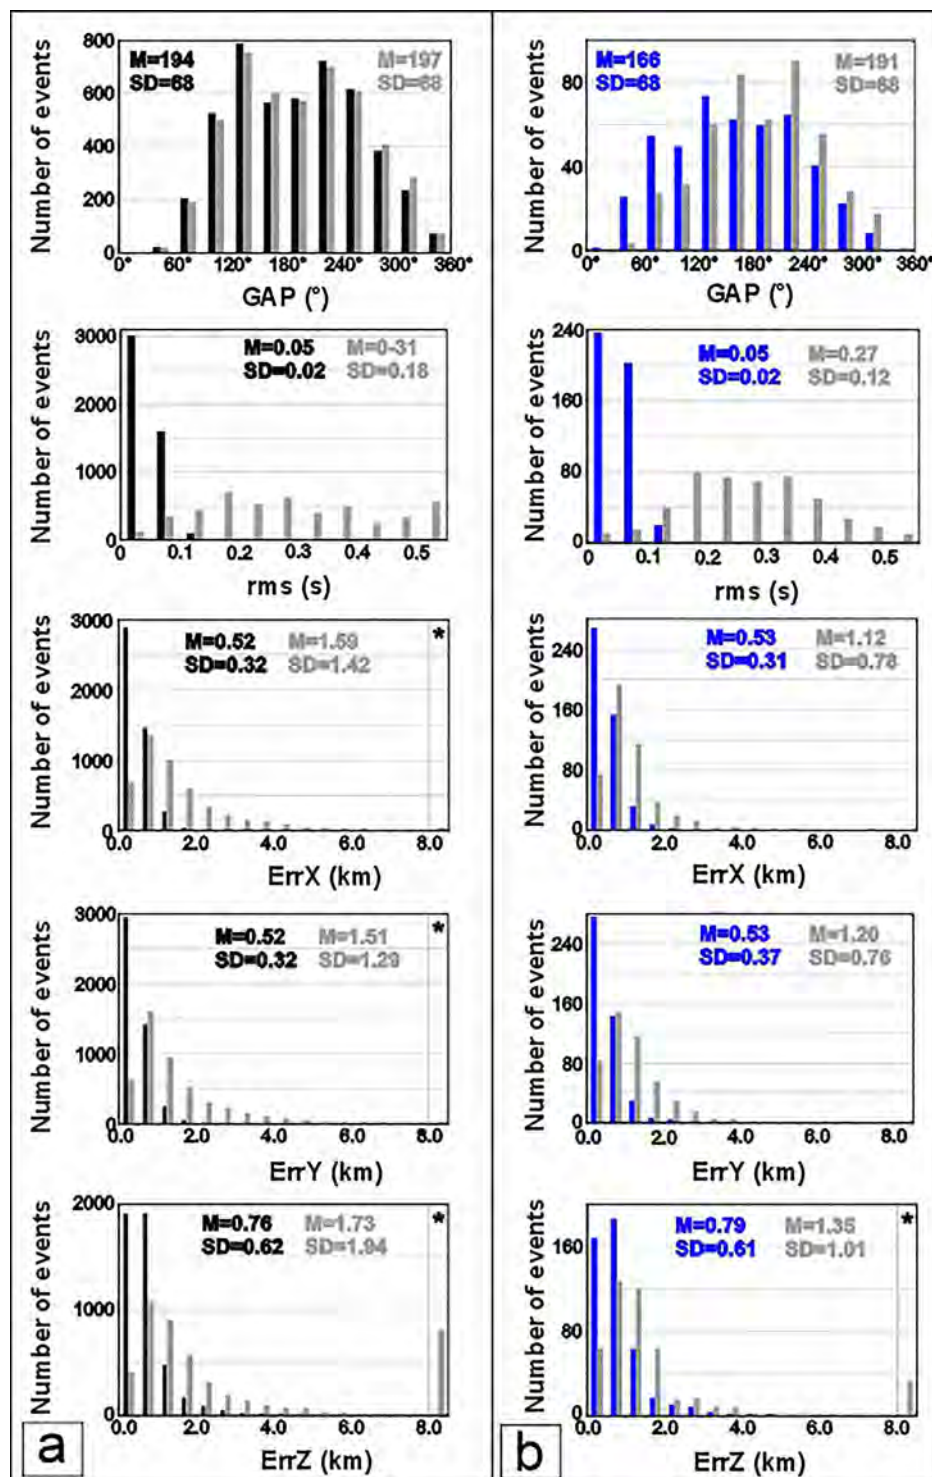 Number of events
800
600
400
200
0
M=194 M=197
SD=68 SD=68
0° 60° 120° 180° 240° 300° 360°
GAP (°)
Number of events
3000
2000
1000
0
M=0.05 M=0-31
SD=0.02 SD=0.18
0 0.1 0.2 0.3 0.4 0.5
rms (s)
Number of events
3000
2000
1000
0
M=0.52 M=1.59 *
SD=0.32 SD=1.42
0.0 2.0 4.0 6.0 8.0
ErrX (km)
Number of events
3000
2000
1000
0
M=0.52 M=1.51 *
SD=0.32 SD=1.29
0.0 2.0 4.0 6.0 8.0
ErrY (km)
Number of events
2000
1000
0
M=0.76 M=1.73 *
SD=0.62 SD=1.94
0.0 2.0 4.0 6.0 8.0
ErrZ (km)
a
Number of events
80
40
0
M=166 M=191
SD=68 SD=68
0° 60° 120° 180° 240° 300° 360°
GAP (°)
Number of events
240
160
80
0
M=0.05 M=0.27
SD=0.02 SD=0.12
0 0.1 0.2 0.3 0.4 0.5
rms (s)
Number of events
240
160
80
0
M=0.53 M=1.12
SD=0.31 SD=0.78
0.0 2.0 4.0 6.0 8.0
ErrX (km)
Number of events
240
160
80
0
M=0.53 M=1.20
SD=0.37 SD=0.76
0.0 2.0 4.0 6.0 8.0
ErrY (km)
Number of events
160
80
0
M=0.79 M=1.35 *
SD=0.61 SD=1.01
0.0 2.0 4.0 6.0 8.0
ErrZ (km)
b